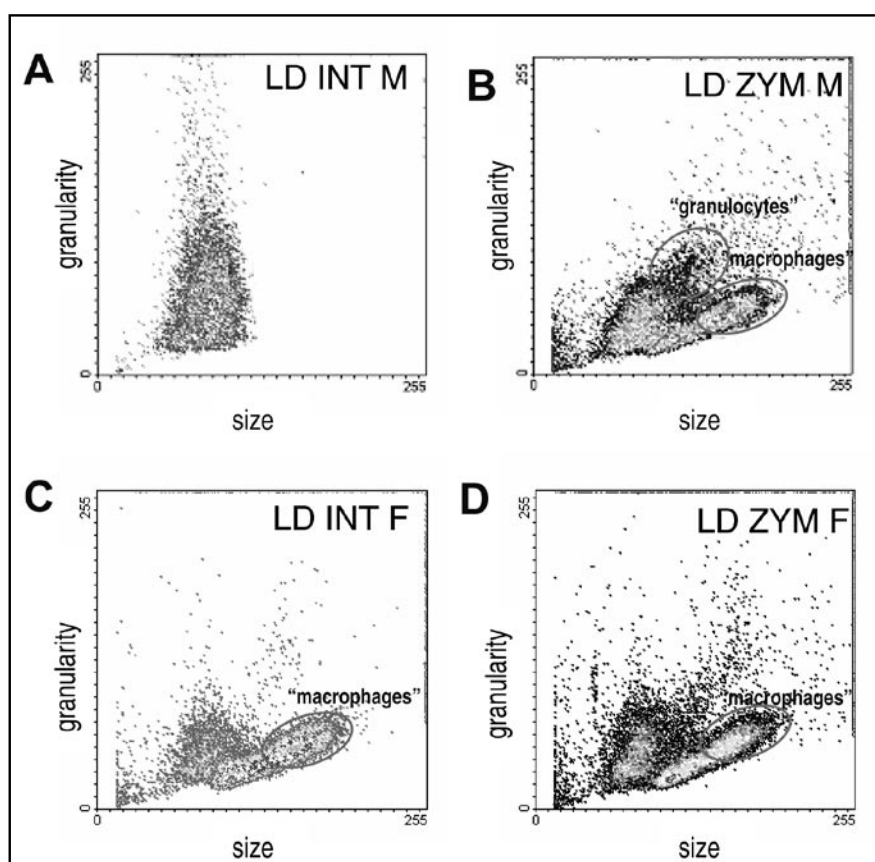 A
LD INT M
255
granularity
0
0
255
size
B
LD ZYM M
255
"granulocytes"
"macrophages"
granularity
0
0
255
size
C
LD INT F
255
"macrophages"
granularity
0
0
255
size
D
LD ZYM F
255
macrophages"
granularity
0
0
255
size